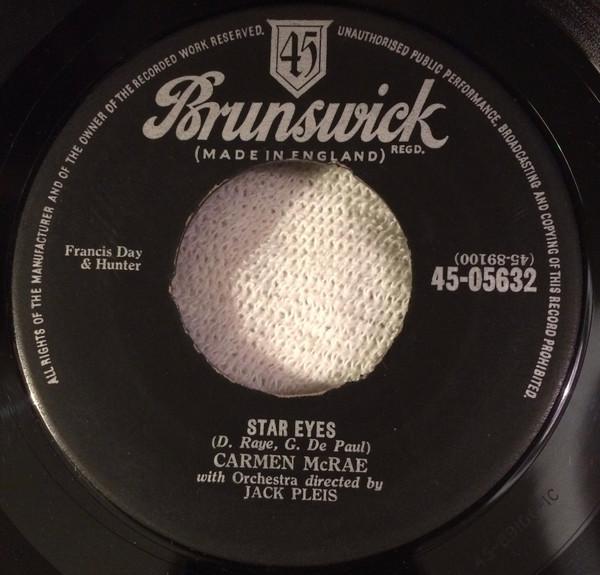 ALL RIGHTS OF THE MANUFACTURER AND OF THE OWNER OF THE RECORDED WORK RESERVED.
UNAUTHORISED PUBLIC PERFORMANCE, BROADCASTING AND COPYING OF THIS RECORD PROHIBITED.
45
Brunswick
REGD.
(MADE IN ENGLAND)
Francis Day
& Hunter
(45-89100)
45-05632
STAR EYES
(D. Raye, G. De Paul)
CARMEN McRAE
with Orchestra directed by
JACK PLEIS